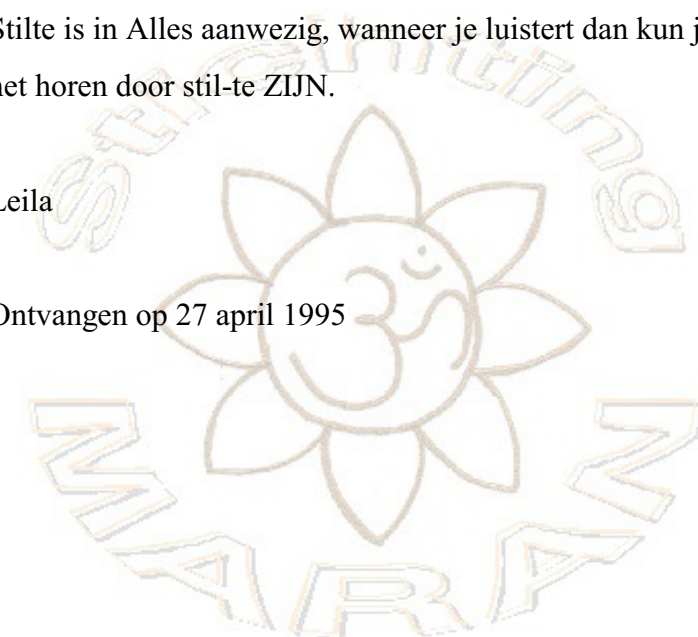 Stilte is in Alles aanwezig, wanneer je luistert dan kun j
het horen door stil-te ZIJN.
Leila
Ontvangen op 27 april 1995
Stichting
MARAN